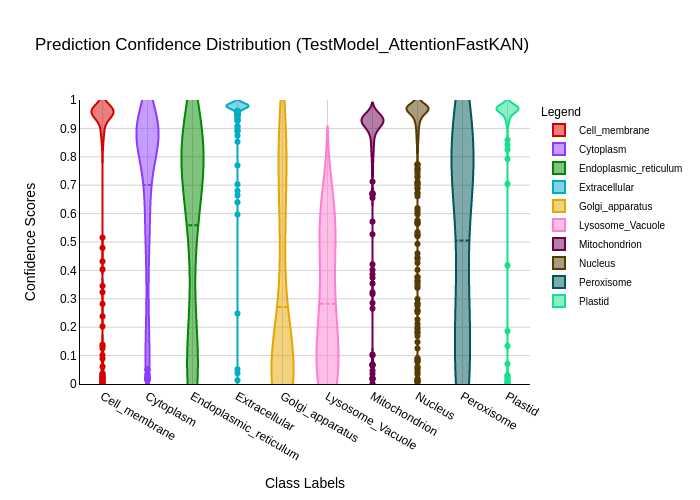 Prediction Confidence Distribution (TestModel_AttentionFastKAN)
Legend
Cell_membrane
Cytoplasm
Endoplasmic_reticulum
Extracellular
Golgi_apparatus
Lysosome_Vacuole
Mitochondrion
Nucleus
Peroxisome
Plastid
Confidence Scores
1
0.9
0.8
0.7
0.6
0.5
0.4
0.3
0.2
0.1
0
Cell_membrane
Cytoplasm
Endoplasmic_reticulum
Extracellular
Golgi_apparatus
Lysosome_Vacuole
Mitochondrion
Nucleus
Peroxisome
Plastid
Class Labels